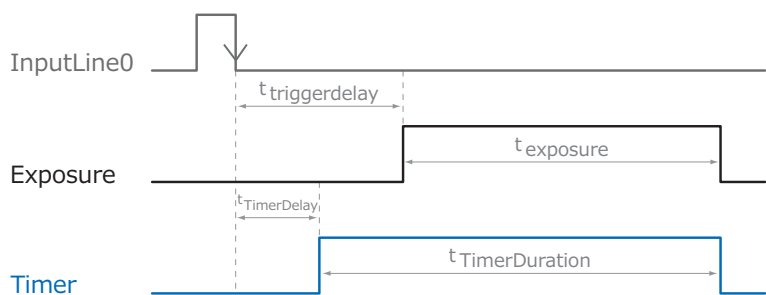 InputLine0
t triggerdelay
t exposure
Exposure
t TimerDelay
t TimerDuration
Timer